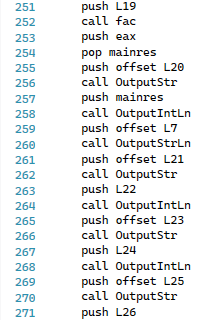 251 push L19
252 call fac
253 push eax
254 pop mainres
255 push offset L20
256 call OutputStr
257 push mainres
258 call OutputIntLn
259 push offset L7
260 call OutputStrLn
261 push offset L21
262 call OutputStr
263 push L22
264 call OutputIntLn
265 push offset L23
266 call OutputStr
267 push L24
268 call OutputIntLn
269 push offset L25
270 call OutputStr
271 push L26